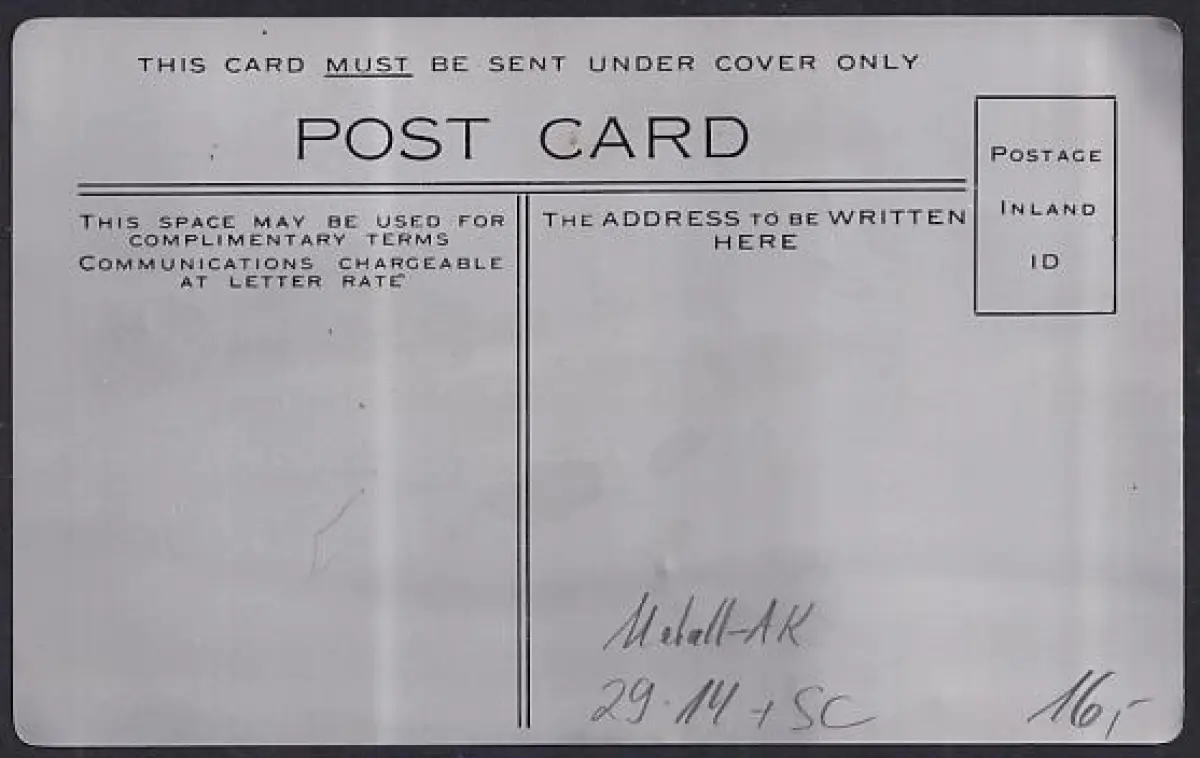 THIS CARD MUST BE SENT UNDER COVER ONLY
POST CARD
POSTAGE
INLAND
1D
THIS SPACE MAY BE USED FOR
COMPLIMENTARY TERMS
COMMUNICATIONS CHARGEABLE
AT LETTER RATE
THE ADDRESS TO BE WRITTEN
HERE
Metall-AK
29.14 + SC
16,-